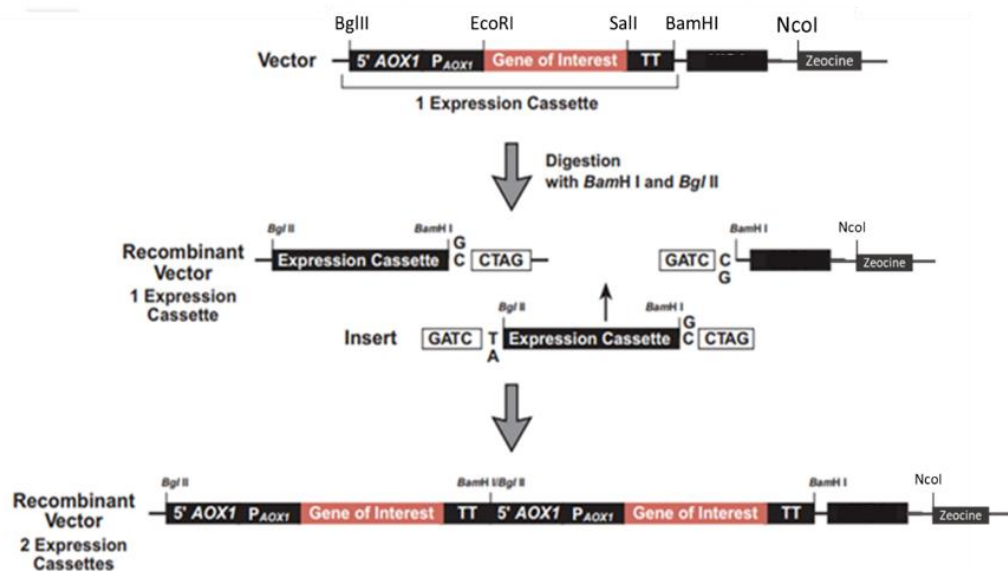 BglII EcoRI SalI BamHI NcoI
Vector 5' AOX1 PAOX1 Gene of Interest TT Zeocine
1 Expression Cassette
Digestion
with BamH I and Bgl II
Bgl II BamH I BamH I NcoI
Recombinant
Vector
1 Expression
Cassette
Expression Cassette G
C CTAG
GATC C
G
Zeocine
Bgl II BamH I
Insert GATC T
A
Expression Cassette G
C CTAG
Bgl II BamH I/Bgl II BamH I NcoI
Recombinant
Vector
2 Expression
Cassettes
5' AOX1 PAOX1 Gene of Interest TT 5' AOX1 PAOX1 Gene of Interest TT Zeocine